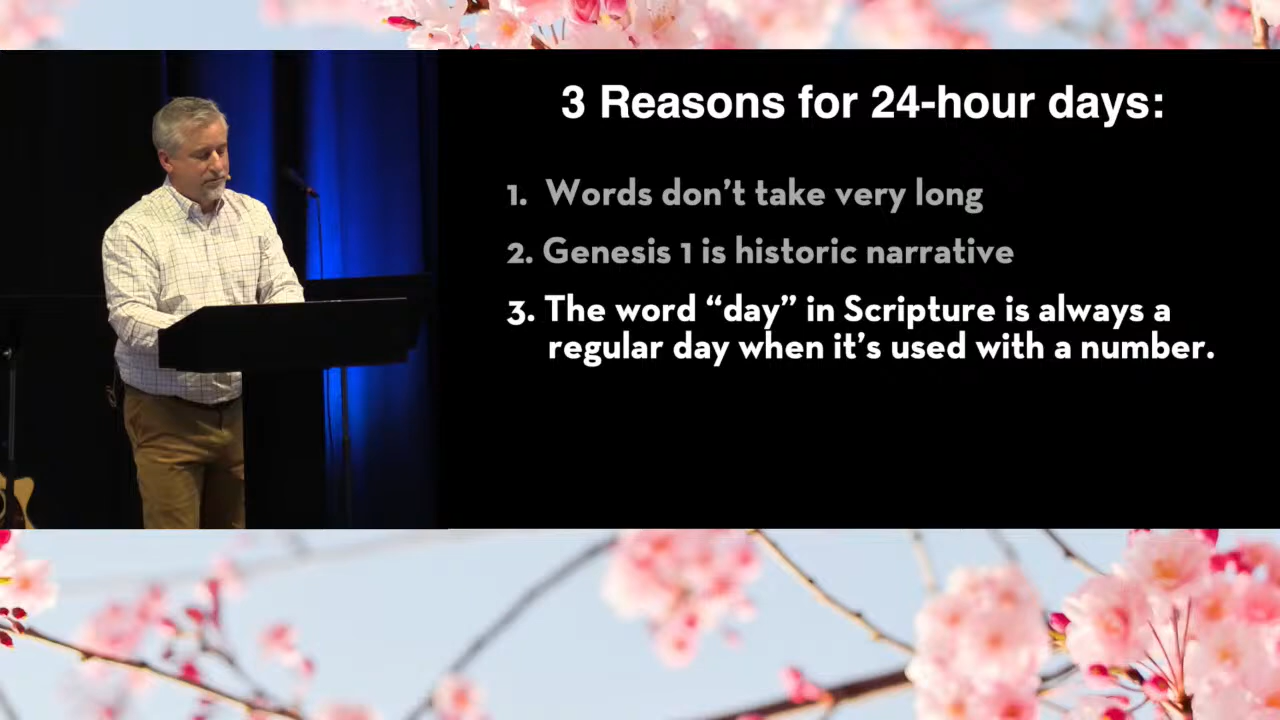 3 Reasons for 24-hour days:
1. Words don’t take very long
2. Genesis 1 is historic narrative
3. The word “day” in Scripture is always a
regular day when it’s used with a number.